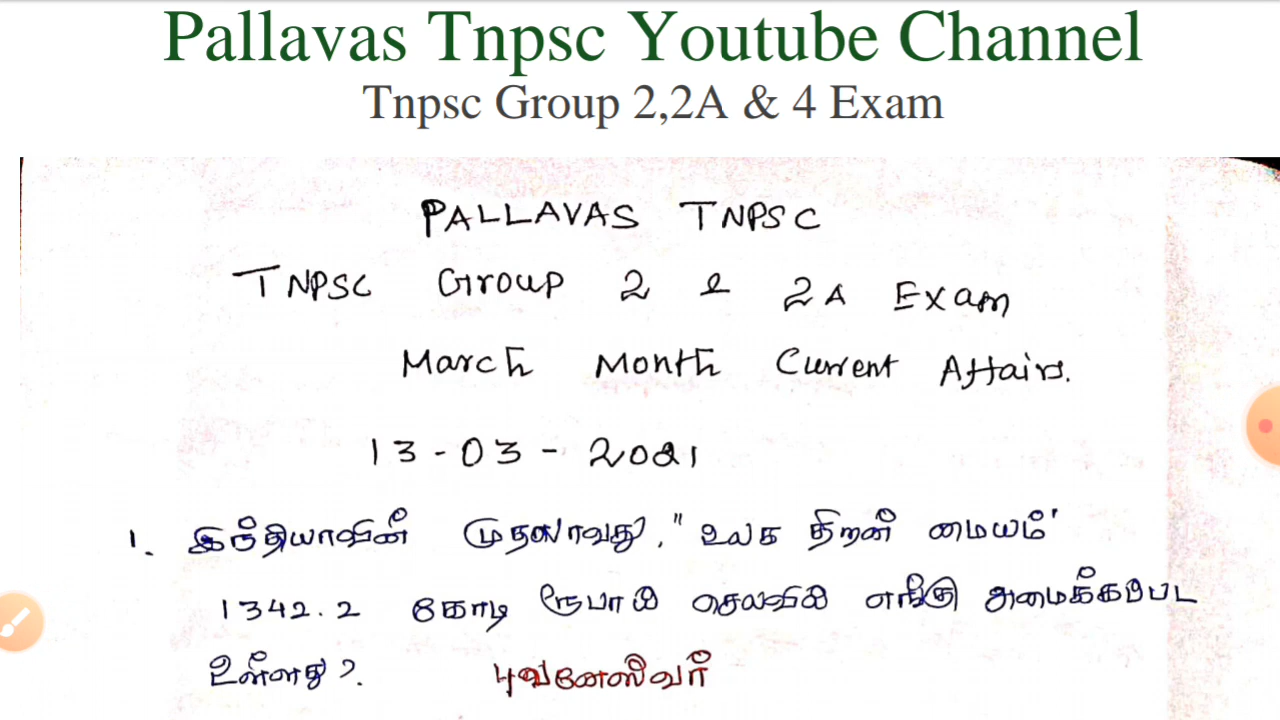 Pallavas Tnpsc Youtube Channel
Tnpsc Group 2,2A & 4 Exam
PALLAVAS TNPSC
TNPSC Group 2 & 2A Exam
March Month Current Affairs.
13-03-2021
1. இந்தியாவின் முதலாவது, "உலக திறன் மையம்'
1342.2 கோடி ரூபாய் செலவில் எங்கு அமைக்கப்பட
உள்ளது?. புவனேஸ்வர்